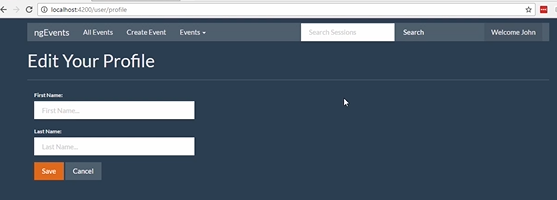 localhost:4200/user/profile
ngEvents All Events Create Event Events Search Sessions Search Welcome John
Edit Your Profile
First Name:
First Name...
Last Name:
Last Name...
Save Cancel